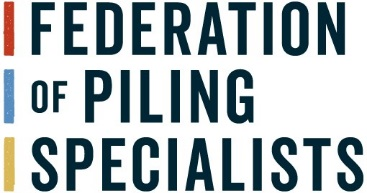 FEDERATION
OF PILING
SPECIALISTS